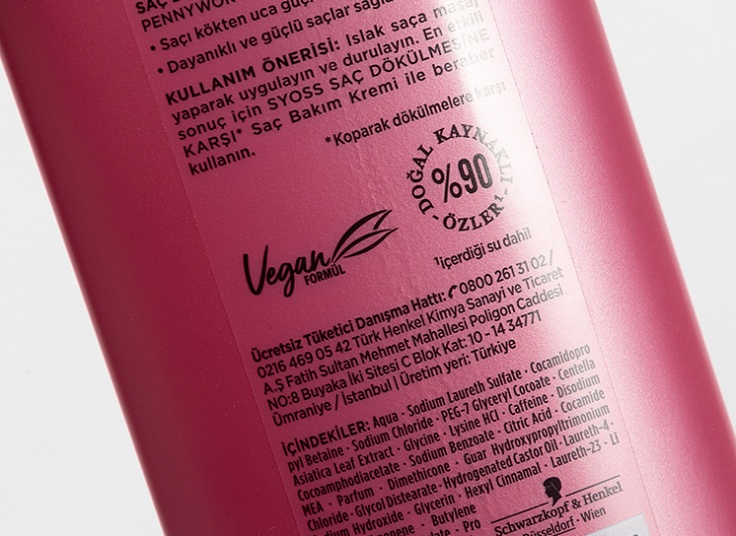 SAÇ
PENNYWOR
• Saçı kökten uca güçlü
• Dayanıklı ve güçlü saçlar sağla
KULLANIM ÖNERİSİ: Islak saça masaj
yaparak uygulayın ve durulayın. En etkili
sonuç için SYOSS SAÇ DÖKÜLMESİNE
KARŞI* Saç Bakım Kremi ile beraber
kullanın.
*Koparak dökülmelere karşı
- DOĞAL KAYNAKLI -
%90
ÖZLER¹
Vegan
FORMÜL
¹içerdiği su dahil
Ücretsiz Tüketici Danışma Hattı: 0800 261 31 02 /
0216 469 05 42 Türk Henkel Kimya Sanayi ve Ticaret
A.Ş Fatih Sultan Mehmet Mahallesi Poligon Caddesi
NO:8 Buyaka İki Sitesi C Blok Kat: 10 - 14 34771
Ümraniye / İstanbul | Üretim yeri: Türkiye
İÇİNDEKİLER: Aqua · Sodium Laureth Sulfate · Cocamidopro
pyl Betaine · Sodium Chloride · PEG-7 Glyceryl Cocoate · Centella
Asiatica Leaf Extract · Glycine · Lysine HCl · Caffeine · Disodium
Cocoamphodiacetate · Sodium Benzoate · Citric Acid · Cocamide
MEA · Parfum · Dimethicone · Guar Hydroxypropyltrimonium
Chloride · Glycol Distearate · Hydrogenated Castor Oil · Laureth-4 ·
Sodium Hydroxide · Glycerin · Hexyl Cinnamal · Laureth-23 · Li
onene · Butylene
late · Pro
Schwarzkopf & Henkel
Düsseldorf · Wien